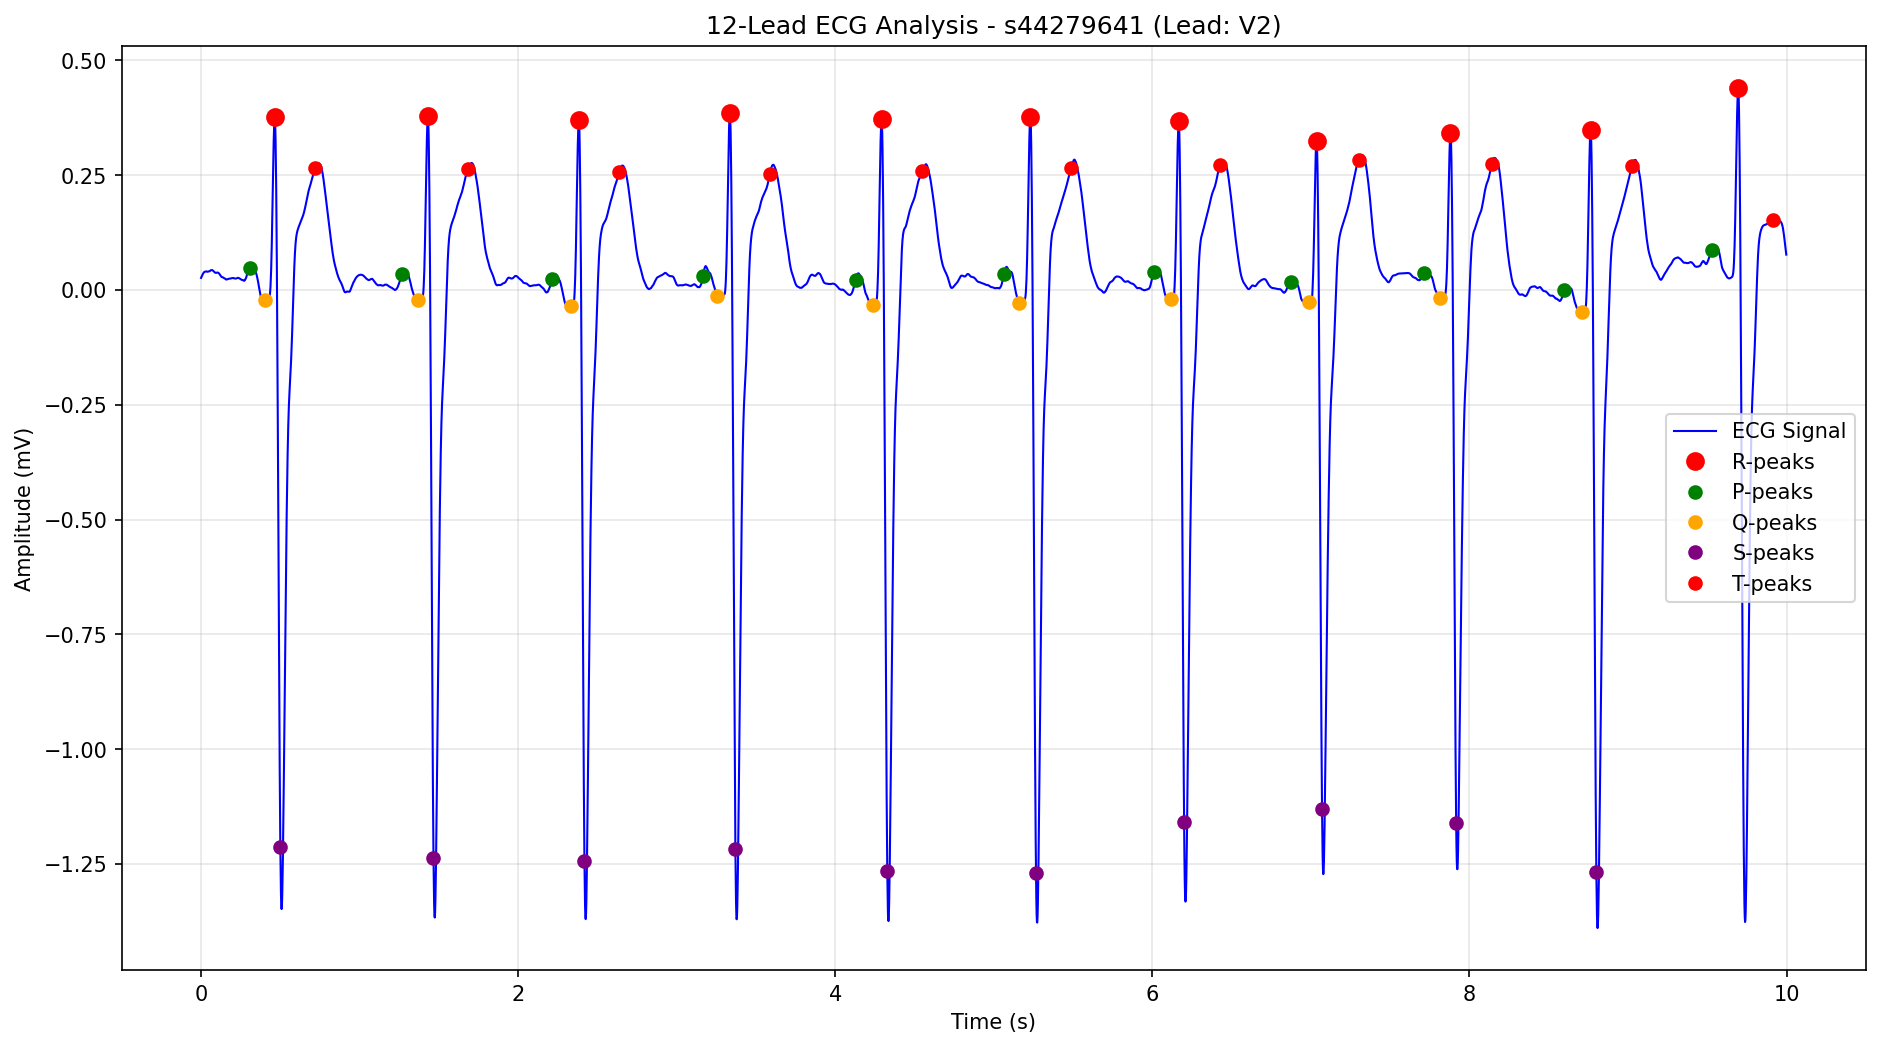 12-Lead ECG Analysis - s44279641 (Lead: V2)
0.50
0.25
0.00
−0.25
−0.50
−0.75
−1.00
−1.25
Amplitude (mV)
ECG Signal
R-peaks
P-peaks
Q-peaks
S-peaks
T-peaks
0 2 4 6 8 10
Time (s)